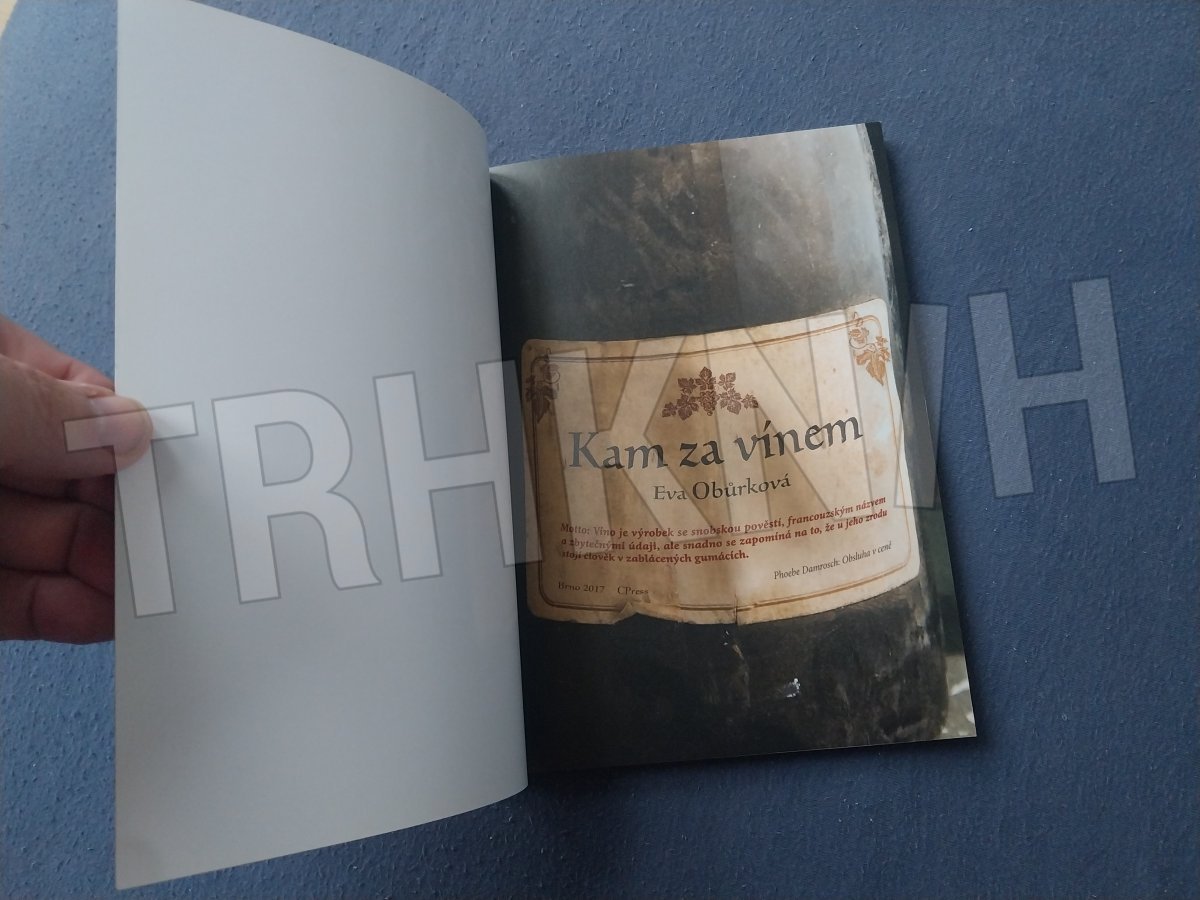 Kam za vínem
Eva Obůrková
Motto: Víno je výrobek se snobskou pověstí, francouzským názvem
a zbytečnými údaji, ale snadno se zapomíná na to, že u jeho zrodu
stojí člověk v zablácených gumácích.
Phoebe Damrosch: Obsluha v ceně
Brno 2017 CPress
TRHKNIH